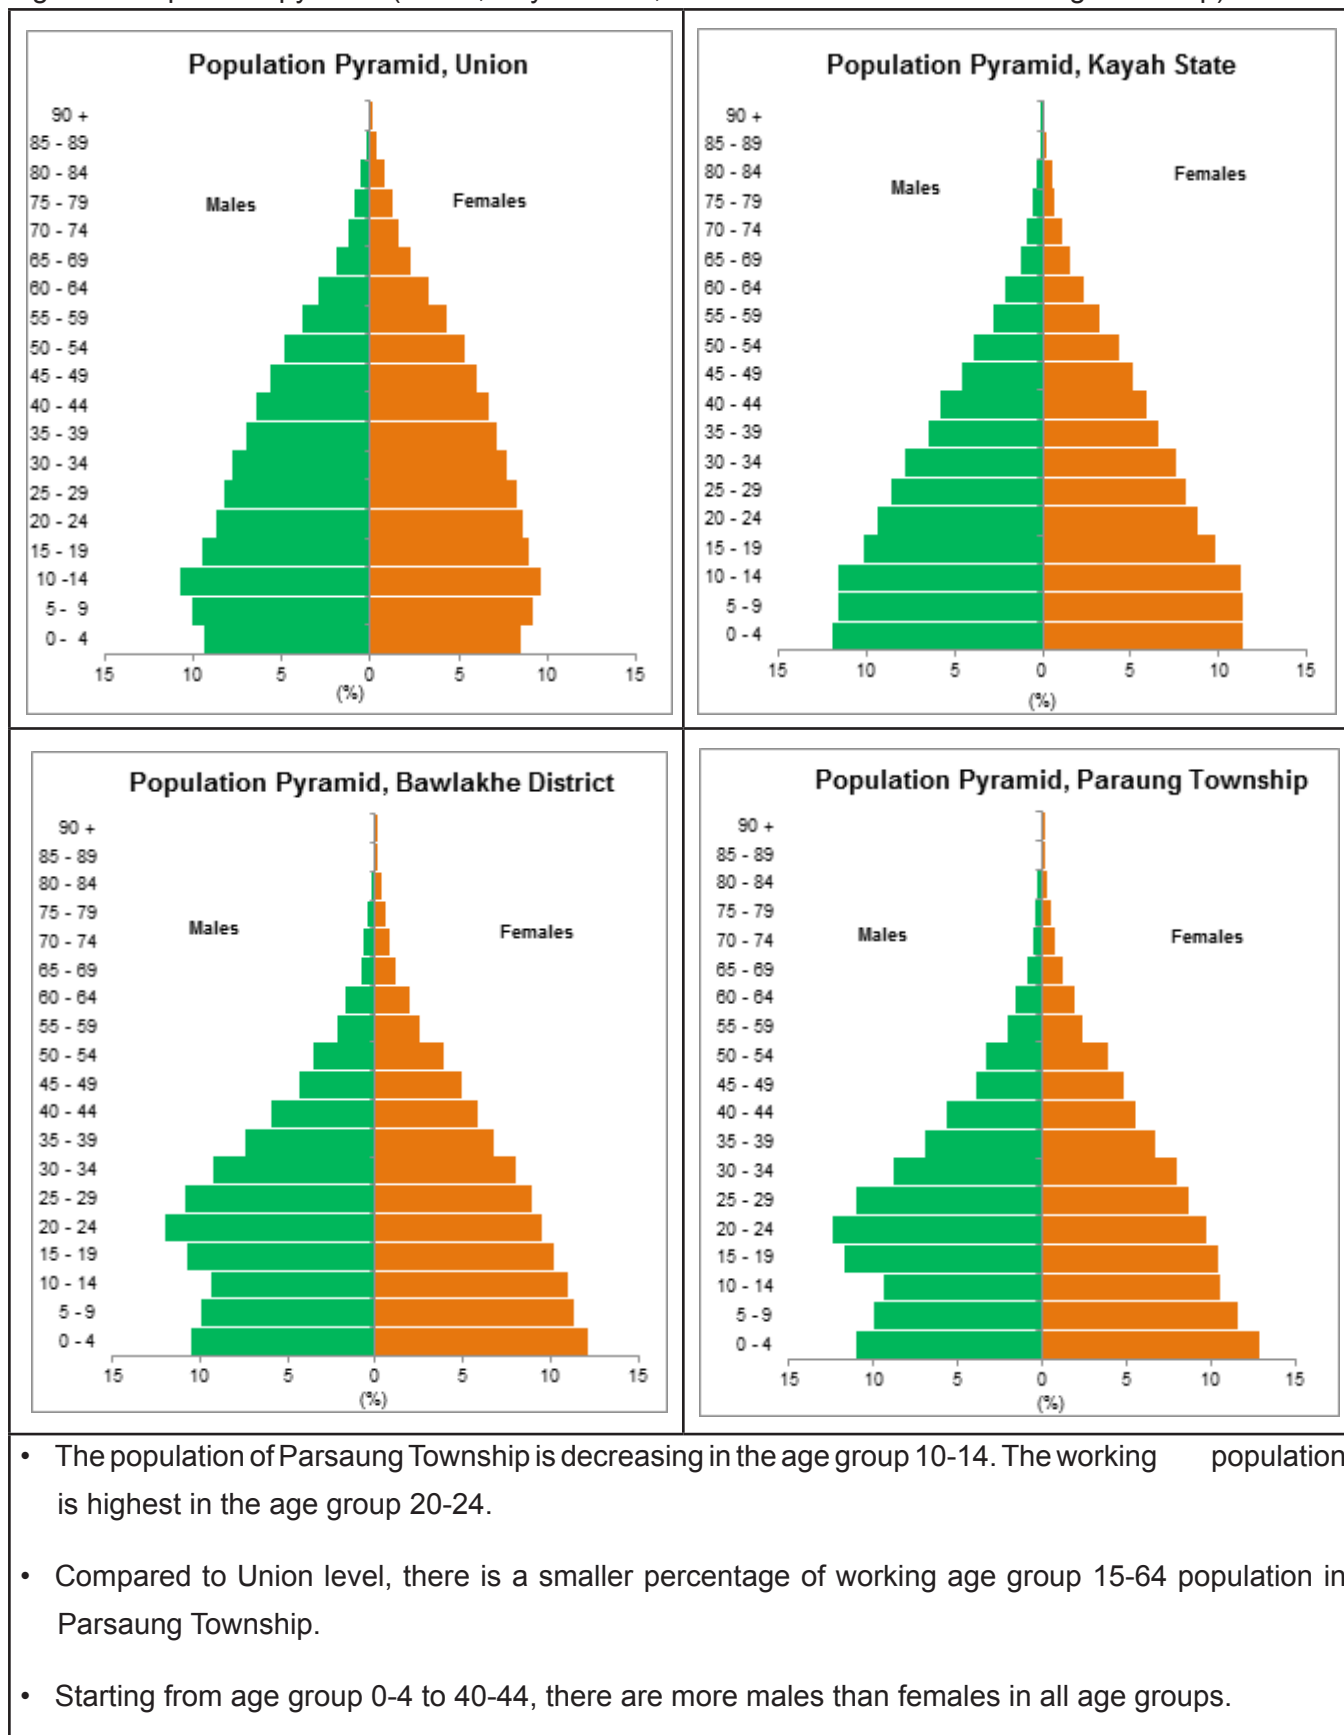 Population Pyramid, Union
90 +
85 - 89
80 - 84
75 - 79
70 - 74
65 - 69
60 - 64
55 - 59
50 - 54
45 - 49
40 - 44
35 - 39
30 - 34
25 - 29
20 - 24
15 - 19
10 -14
5 - 9
0 - 4
Males
Females
15 10 5 0 5 10 15
(%)
Population Pyramid, Kayah State
90 +
85 - 89
80 - 84
75 - 79
70 - 74
65 - 69
60 - 64
55 - 59
50 - 54
45 - 49
40 - 44
35 - 39
30 - 34
25 - 29
20 - 24
15 - 19
10 - 14
5 - 9
0 - 4
Males
Females
15 10 5 0 5 10 15
(%)
Population Pyramid, Bawlakhe District
90 +
85 - 89
80 - 84
75 - 79
70 - 74
65 - 69
60 - 64
55 - 59
50 - 54
45 - 49
40 - 44
35 - 39
30 - 34
25 - 29
20 - 24
15 - 19
10 - 14
5 - 9
0 - 4
Males
Females
15 10 5 0 5 10 15
(%)
Population Pyramid, Paraung Township
90 +
85 - 89
80 - 84
75 - 79
70 - 74
65 - 69
60 - 64
55 - 59
50 - 54
45 - 49
40 - 44
35 - 39
30 - 34
25 - 29
20 - 24
15 - 19
10 - 14
5 - 9
0 - 4
Males
Females
15 10 5 0 5 10 15
(%)
• The population of Parsaung Township is decreasing in the age group 10-14. The working population
is highest in the age group 20-24.
• Compared to Union level, there is a smaller percentage of working age group 15-64 population in
Parsaung Township.
• Starting from age group 0-4 to 40-44, there are more males than females in all age groups.